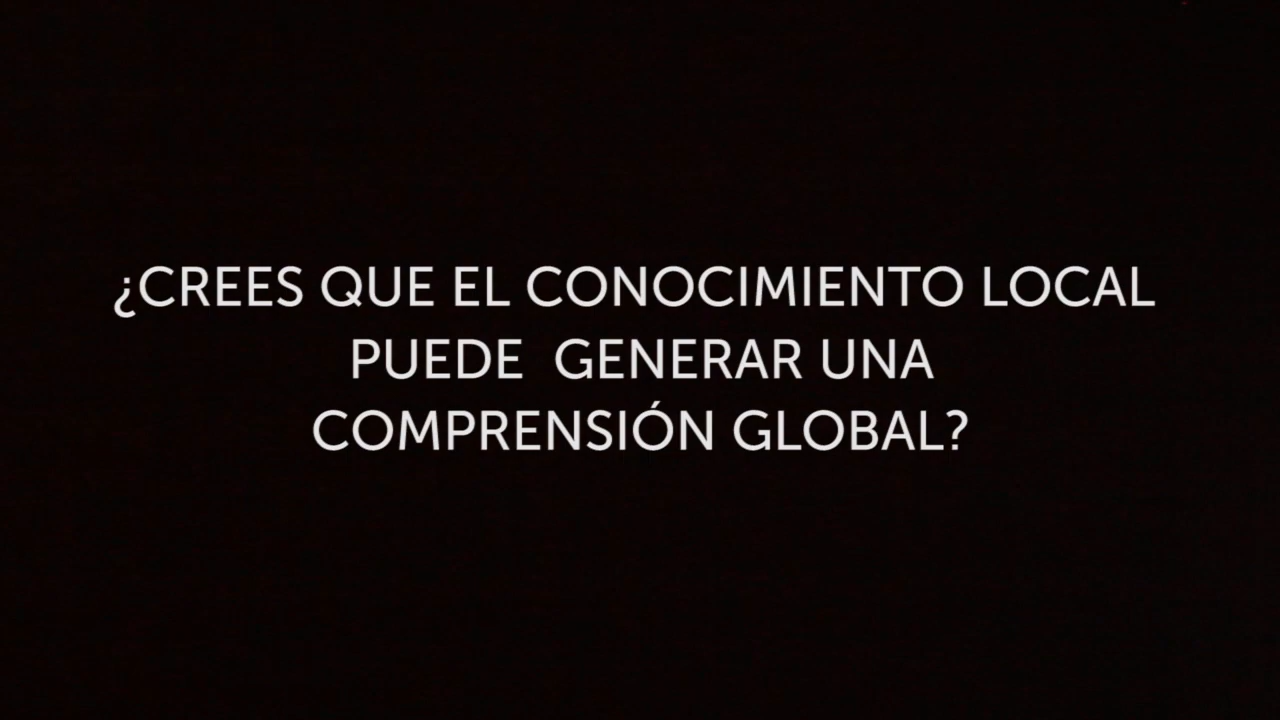 ¿CREES QUE EL CONOCIMIENTO LOCAL
PUEDE GENERAR UNA
COMPRENSIÓN GLOBAL?